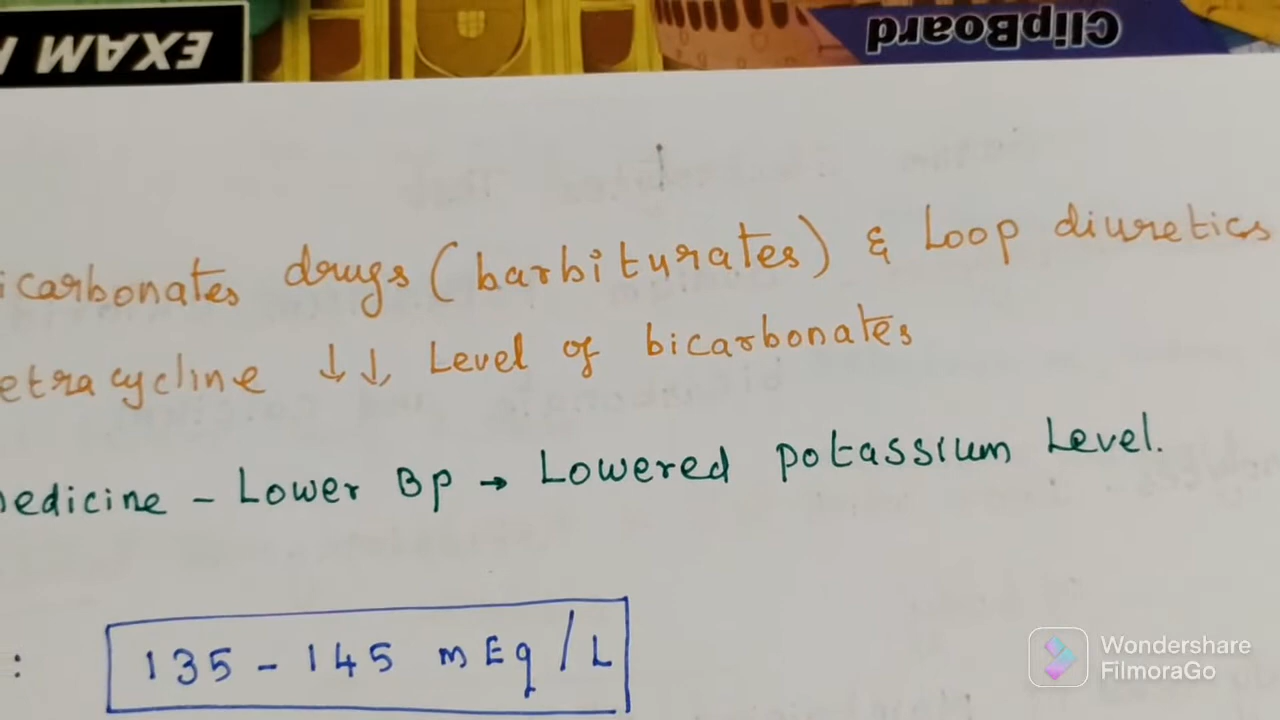 EXAM
ClipBoard
icarbonates drugs (barbiturates) & Loop diuretics
etracycline ↓↓ Level of bicarbonates
edicine - Lower BP → Lowered potassium Level.
: 135 - 145 mEq/L
Wondershare
FilmoraGo